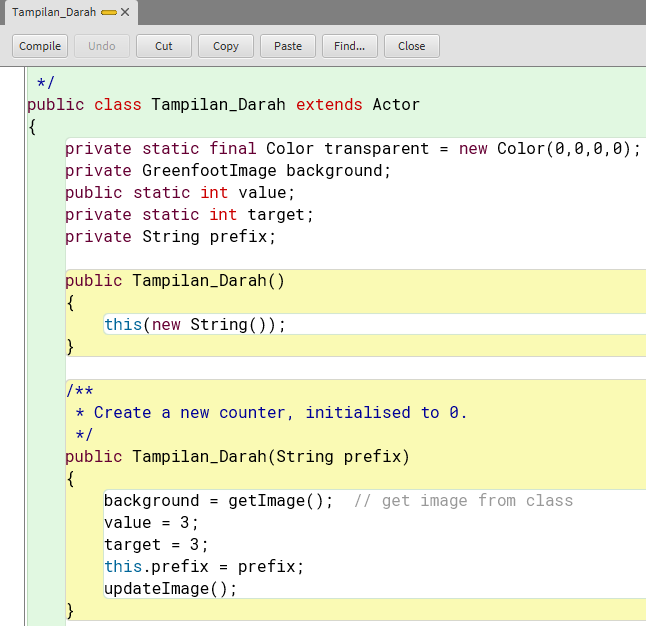 Tampilan_Darah
Compile Undo Cut Copy Paste Find... Close
*/
public class Tampilan_Darah extends Actor
{
private static final Color transparent = new Color(0,0,0,0);
private GreenfootImage background;
public static int value;
private static int target;
private String prefix;
public Tampilan_Darah()
{
this(new String());
}
/**
* Create a new counter, initialised to 0.
*/
public Tampilan_Darah(String prefix)
{
background = getImage();  // get image from class
value = 3;
target = 3;
this.prefix = prefix;
updateImage();
}